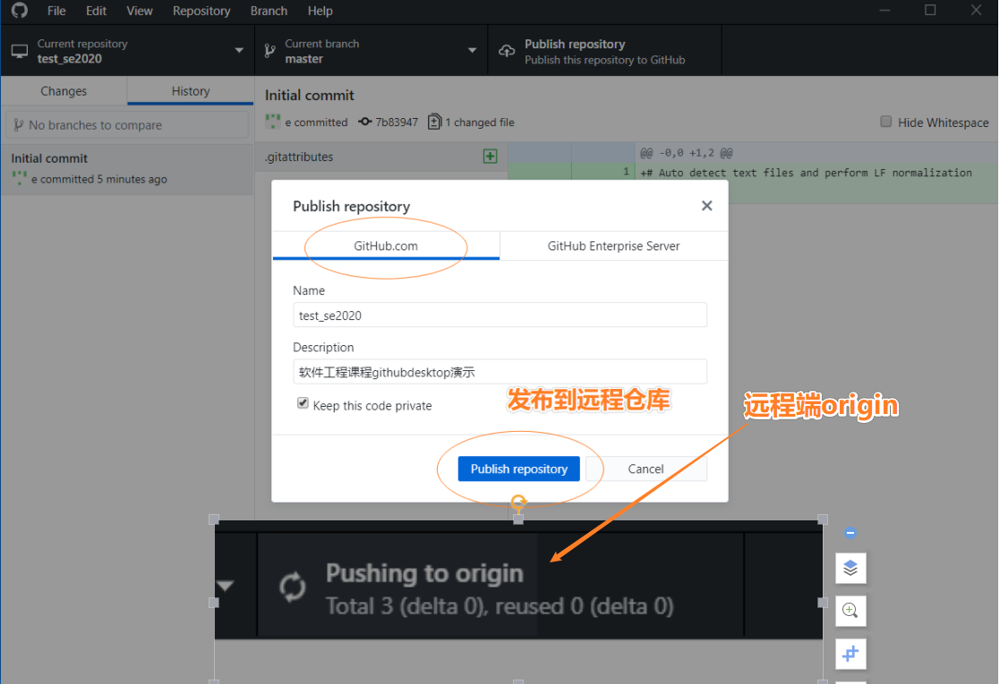 File Edit View Repository Branch Help
Current repository
test_se2020
Current branch
master
Publish repository
Publish this repository to GitHub
Changes
History
No branches to compare
Initial commit
e committed 5 minutes ago
Initial commit
e committed 7b83947 1 changed file
Hide Whitespace
.gitattributes
@@ -0,0 +1,2 @@
1 +# Auto detect text files and perform LF normalization
Publish repository
GitHub.com
GitHub Enterprise Server
Name
test_se2020
Description
软件工程课程githubdesktop演示
Keep this code private
发布到远程仓库
远程端origin
Publish repository
Cancel
Pushing to origin
Total 3 (delta 0), reused 0 (delta 0)